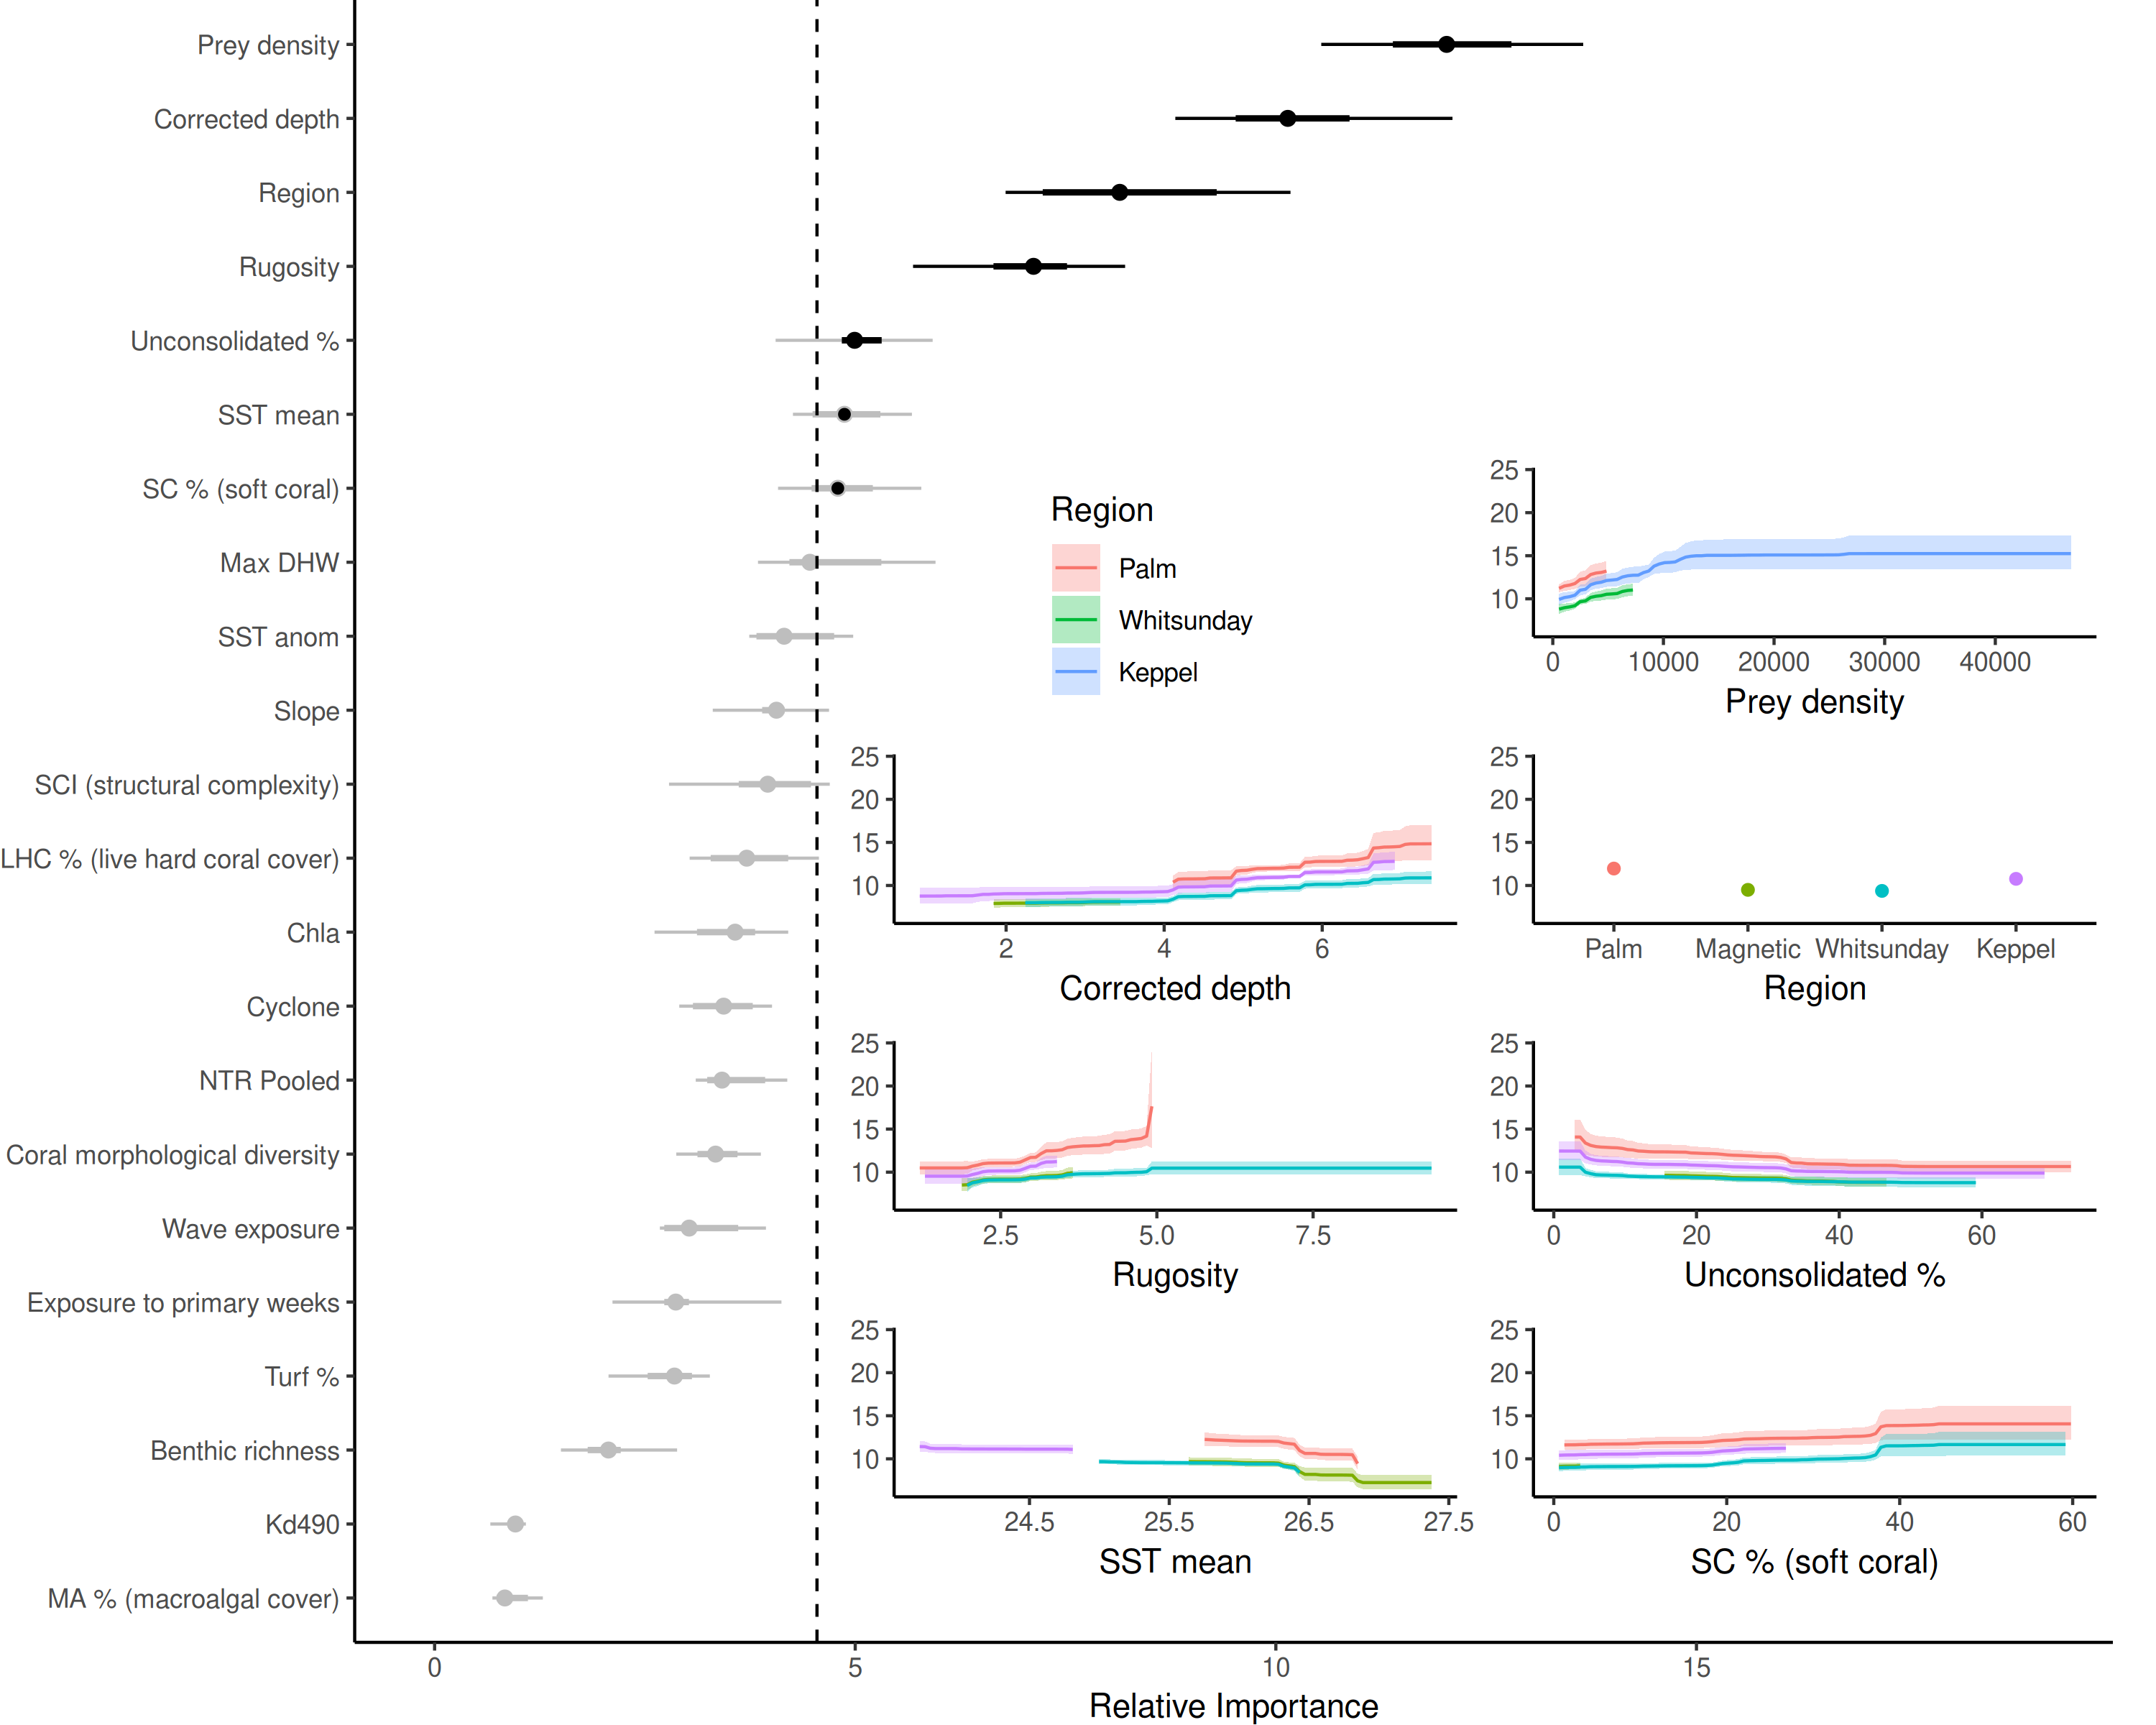 Prey density
Corrected depth
Region
Rugosity
Unconsolidated %
SST mean
SC % (soft coral)
Max DHW
SST anom
Slope
SCI (structural complexity)
LHC % (live hard coral cover)
Chla
Cyclone
NTR Pooled
Coral morphological diversity
Wave exposure
Exposure to primary weeks
Turf %
Benthic richness
Kd490
MA % (macroalgal cover)
0 5 10 15
Relative Importance
Region
Palm
Whitsunday
Keppel
25
20
15
10
0 10000 20000 30000 40000
Prey density
25
20
15
10
2 4 6
Corrected depth
25
20
15
10
Palm Magnetic Whitsunday Keppel
Region
25
20
15
10
2.5 5.0 7.5
Rugosity
25
20
15
10
0 20 40 60
Unconsolidated %
25
20
15
10
24.5 25.5 26.5 27.5
SST mean
25
20
15
10
0 20 40 60
SC % (soft coral)